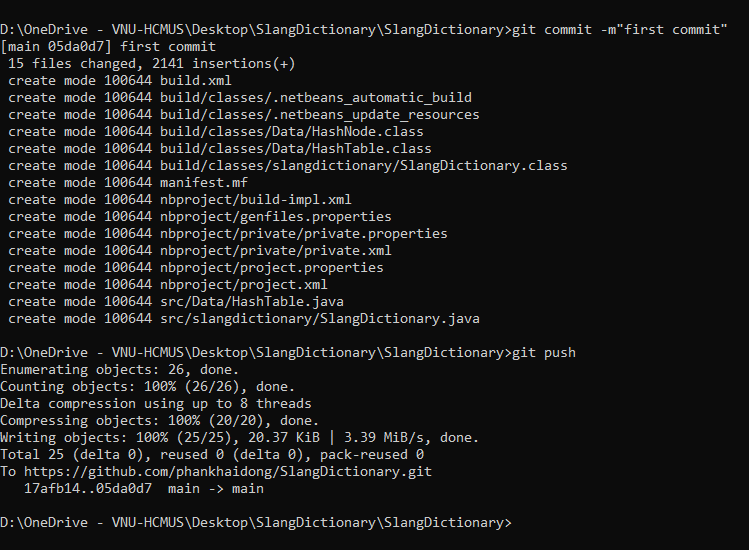 D:\OneDrive - VNU-HCMUS\Desktop\SlangDictionary\SlangDictionary>git commit -m"first commit"
[main 05da0d7] first commit
 15 files changed, 2141 insertions(+)
 create mode 100644 build.xml
 create mode 100644 build/classes/.netbeans_automatic_build
 create mode 100644 build/classes/.netbeans_update_resources
 create mode 100644 build/classes/Data/HashNode.class
 create mode 100644 build/classes/Data/HashTable.class
 create mode 100644 build/classes/slangdictionary/SlangDictionary.class
 create mode 100644 manifest.mf
 create mode 100644 nbproject/build-impl.xml
 create mode 100644 nbproject/genfiles.properties
 create mode 100644 nbproject/private/private.properties
 create mode 100644 nbproject/private/private.xml
 create mode 100644 nbproject/project.properties
 create mode 100644 nbproject/project.xml
 create mode 100644 src/Data/HashTable.java
 create mode 100644 src/slangdictionary/SlangDictionary.java
D:\OneDrive - VNU-HCMUS\Desktop\SlangDictionary\SlangDictionary>git push
Enumerating objects: 26, done.
Counting objects: 100% (26/26), done.
Delta compression using up to 8 threads
Compressing objects: 100% (20/20), done.
Writing objects: 100% (25/25), 20.37 KiB | 3.39 MiB/s, done.
Total 25 (delta 0), reused 0 (delta 0), pack-reused 0
To https://github.com/phankhaidong/SlangDictionary.git
   17afb14..05da0d7  main -> main
D:\OneDrive - VNU-HCMUS\Desktop\SlangDictionary\SlangDictionary>